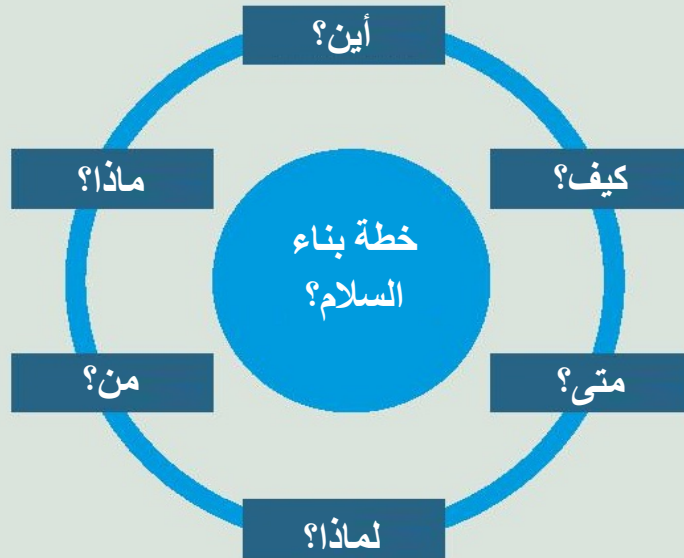 أين؟
كيف؟
ماذا؟
خطة بناء
السلام؟
متى؟
من؟
لماذا؟